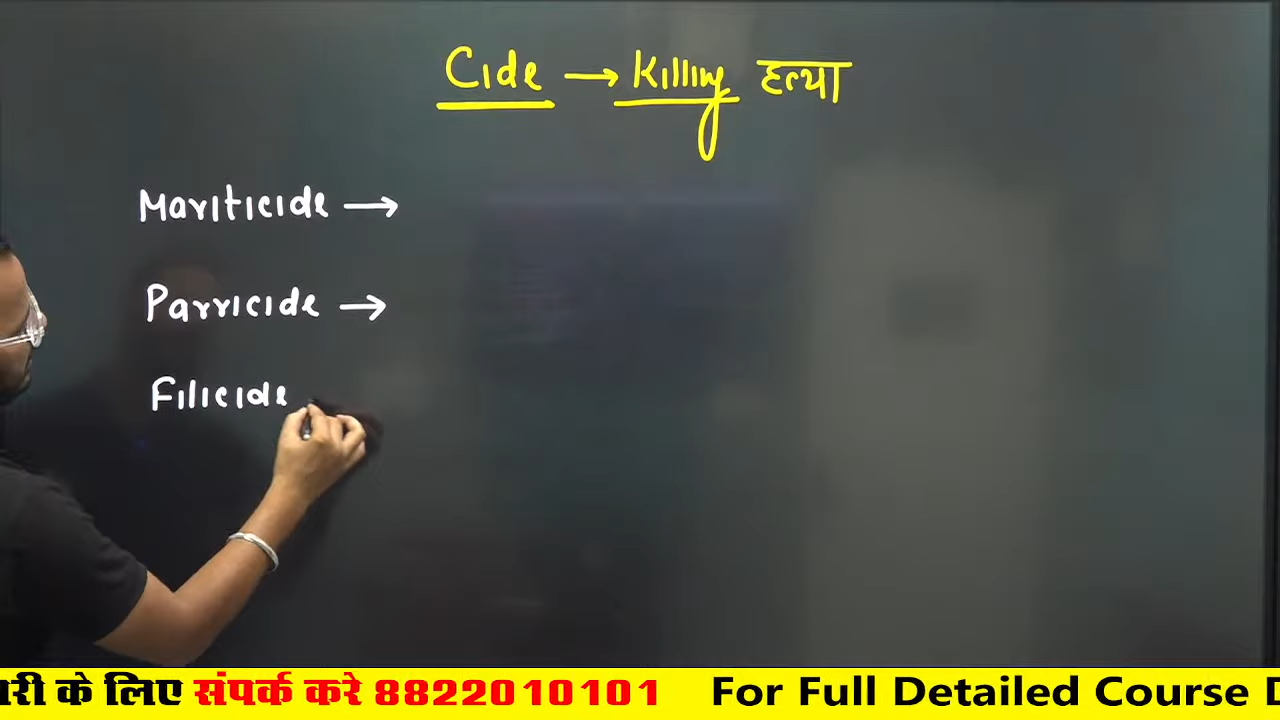 Cide → Killing हत्या
Mariticide →
Parricide →
Filicide
री के लिए संपर्क करे 8822010101 For Full Detailed Course